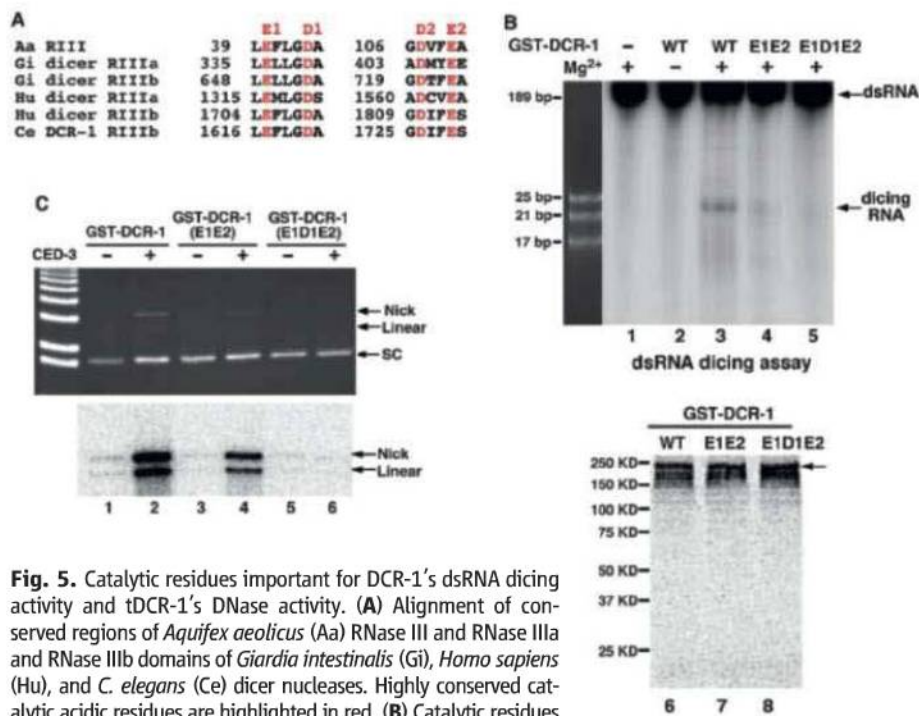 A
E1 D1 D2 E2
Aa RIII 39 LEFLGDA 106 GDVFEA
Gi dicer RIIIa 335 LELLGDA 403 ADMYEE
Gi dicer RIIIb 648 LELLGDA 719 GDTFEA
Hu dicer RIIIa 1315 LEMLGDS 1560 ADCVEA
Hu dicer RIIIb 1704 LEFLGDA 1809 GDIFES
Ce DCR-1 RIIIb 1616 LEFLGDA 1725 GDIFES
B
GST-DCR-1 – WT WT E1E2 E1D1E2
Mg2+ + – + + +
189 bp
dsRNA
25 bp
21 bp
17 bp
dicing
RNA
1 2 3 4 5
dsRNA dicing assay
C
GST-DCR-1 GST-DCR-1 (E1E2) GST-DCR-1 (E1D1E2)
CED-3 – + – + – +
Nick
Linear
SC
Nick
Linear
1 2 3 4 5 6
GST-DCR-1
WT E1E2 E1D1E2
250 KD
150 KD
100 KD
75 KD
50 KD
37 KD
25 KD
6 7 8
Fig. 5. Catalytic residues important for DCR-1's dsRNA dicing
activity and tDCR-1's DNase activity. (A) Alignment of con-
served regions of Aquifex aeolicus (Aa) RNase III and RNase IIIa
and RNase IIIb domains of Giardia intestinalis (Gi), Homo sapiens
(Hu), and C. elegans (Ce) dicer nucleases. Highly conserved cat-
alytic acidic residues are highlighted in red. (B) Catalytic residues